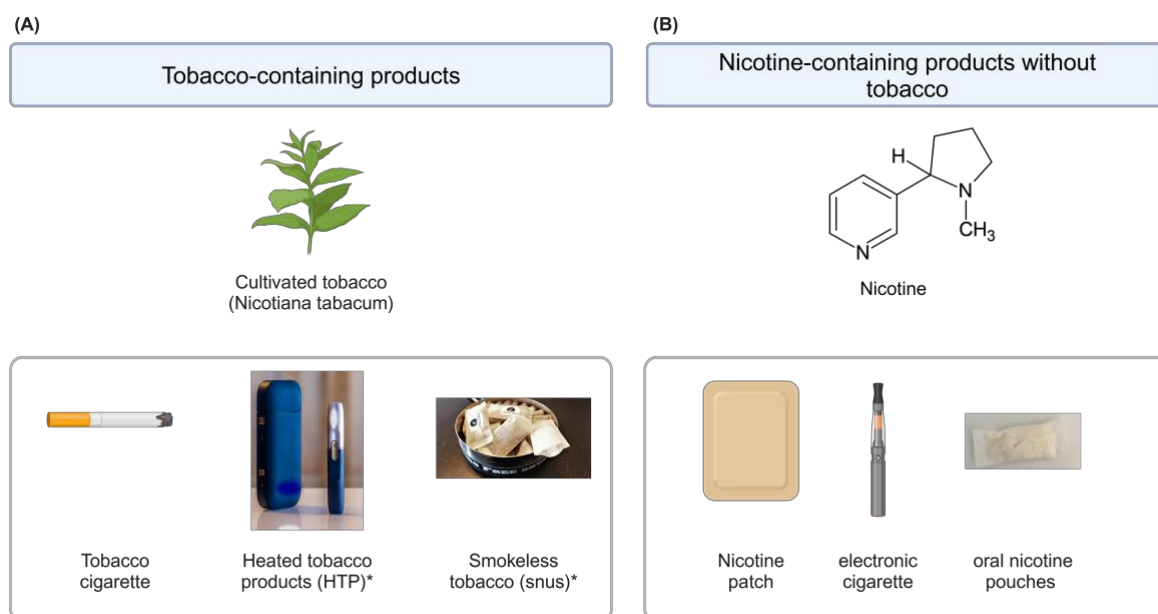 (A)
Tobacco-containing products
Cultivated tobacco
(Nicotiana tabacum)
Tobacco
cigarette
Heated tobacco
products (HTP)*
Smokeless
tobacco (snus)*
(B)
Nicotine-containing products without
tobacco
H
N
CH3
N
Nicotine
Nicotine
patch
electronic
cigarette
oral nicotine
pouches